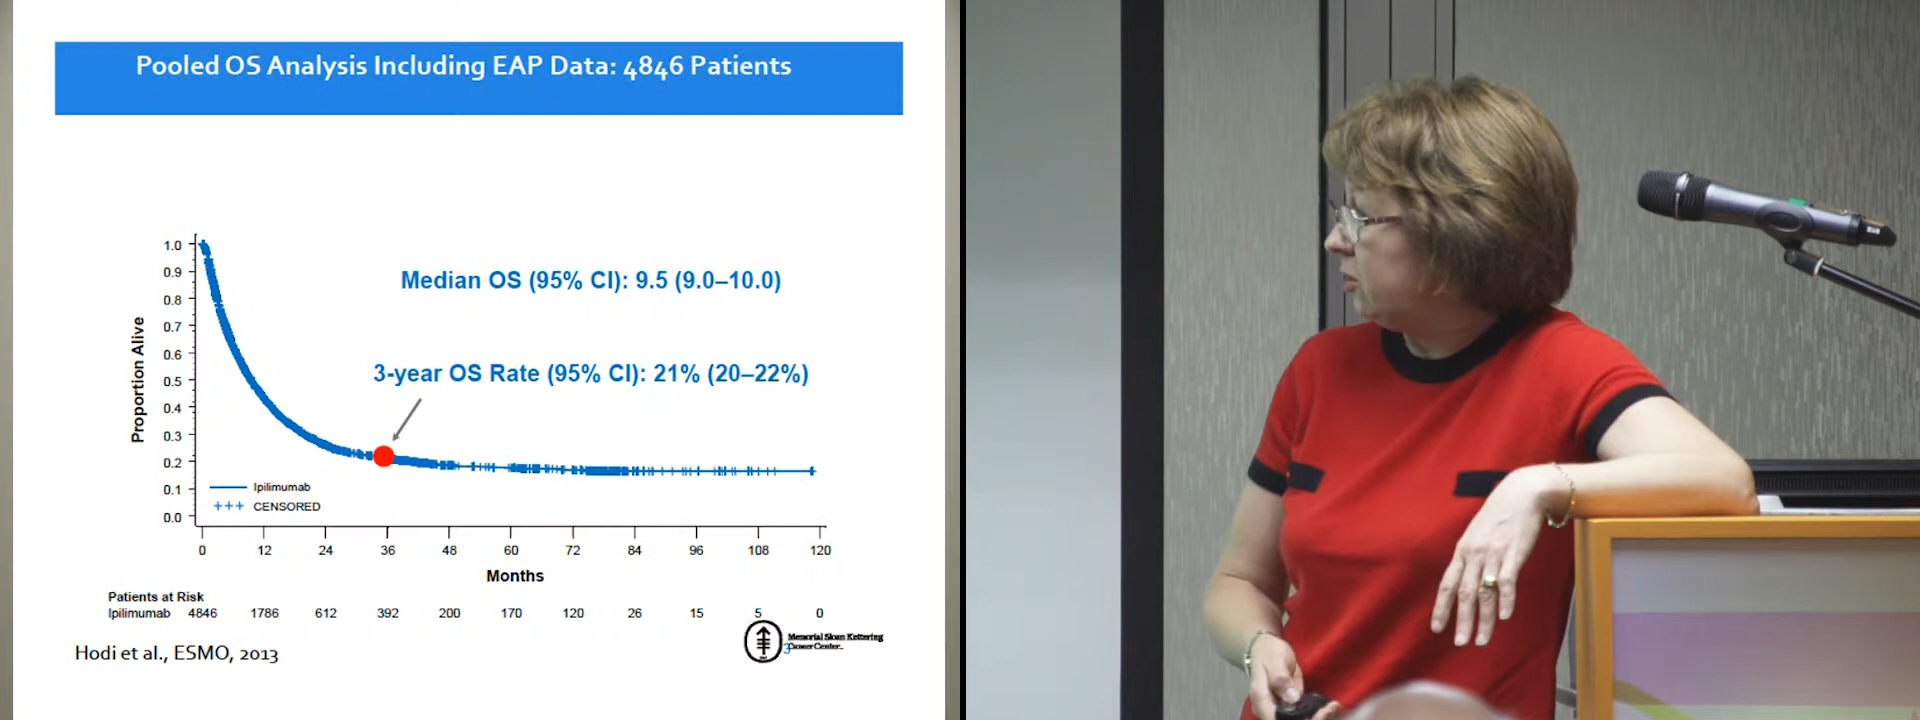 Pooled OS Analysis Including EAP Data: 4846 Patients
1.0
0.9
0.8
0.7
0.6
0.5
0.4
0.3
0.2
0.1
0.0
Proportion Alive
Median OS (95% CI): 9.5 (9.0–10.0)
3-year OS Rate (95% CI): 21% (20–22%)
Ipilimumab
+++ CENSORED
0 12 24 36 48 60 72 84 96 108 120
Months
Patients at Risk
Ipilimumab 4846 1786 612 392 200 170 120 26 15 5 0
Hodi et al., ESMO, 2013
Memorial Sloan Kettering
Cancer Center
3